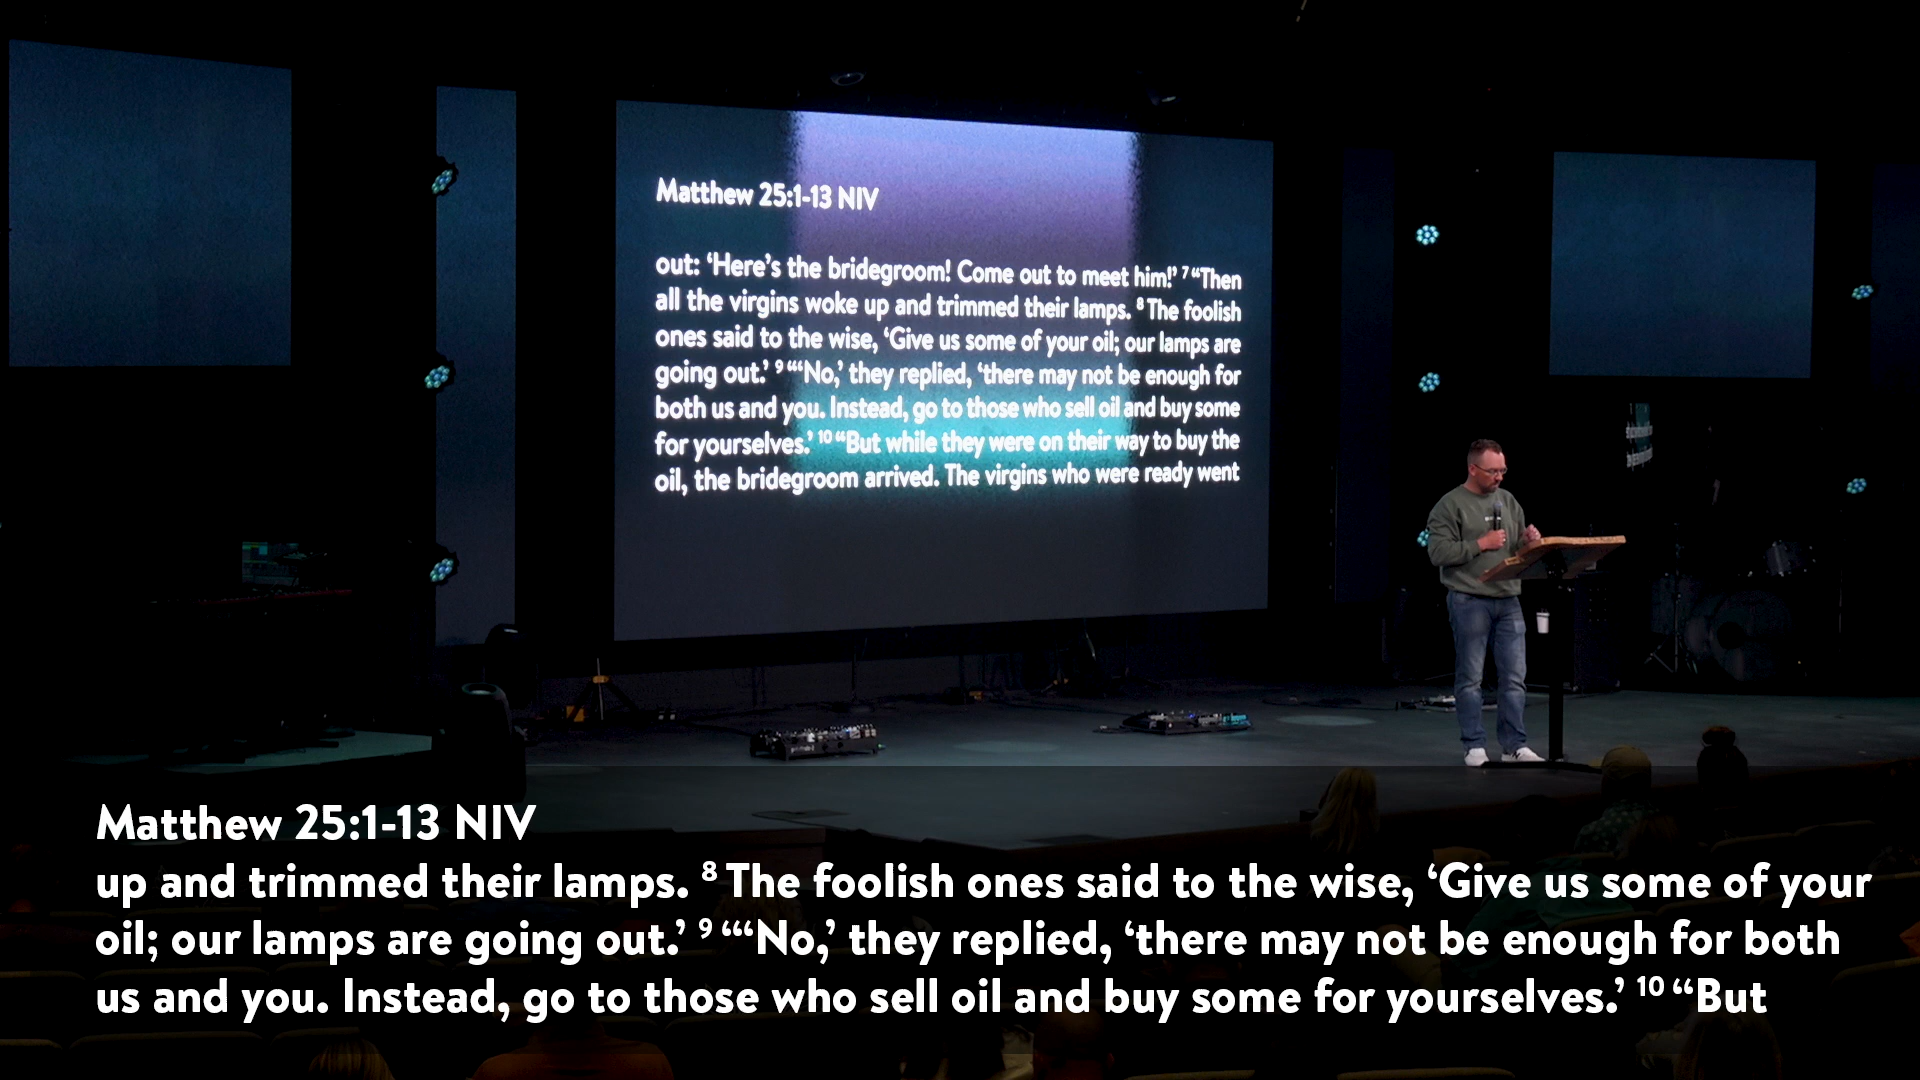 Matthew 25:1-13 NIV
out: ‘Here’s the bridegroom! Come out to meet him!’ ⁷ “Then
all the virgins woke up and trimmed their lamps. ⁸ The foolish
ones said to the wise, ‘Give us some of your oil; our lamps are
going out.’ ⁹ “‘No,’ they replied, ‘there may not be enough for
both us and you. Instead, go to those who sell oil and buy some
for yourselves.’ ¹⁰ “But while they were on their way to buy the
oil, the bridegroom arrived. The virgins who were ready went
Matthew 25:1-13 NIV
up and trimmed their lamps. ⁸ The foolish ones said to the wise, ‘Give us some of your
oil; our lamps are going out.’ ⁹ “‘No,’ they replied, ‘there may not be enough for both
us and you. Instead, go to those who sell oil and buy some for yourselves.’ ¹⁰ “But